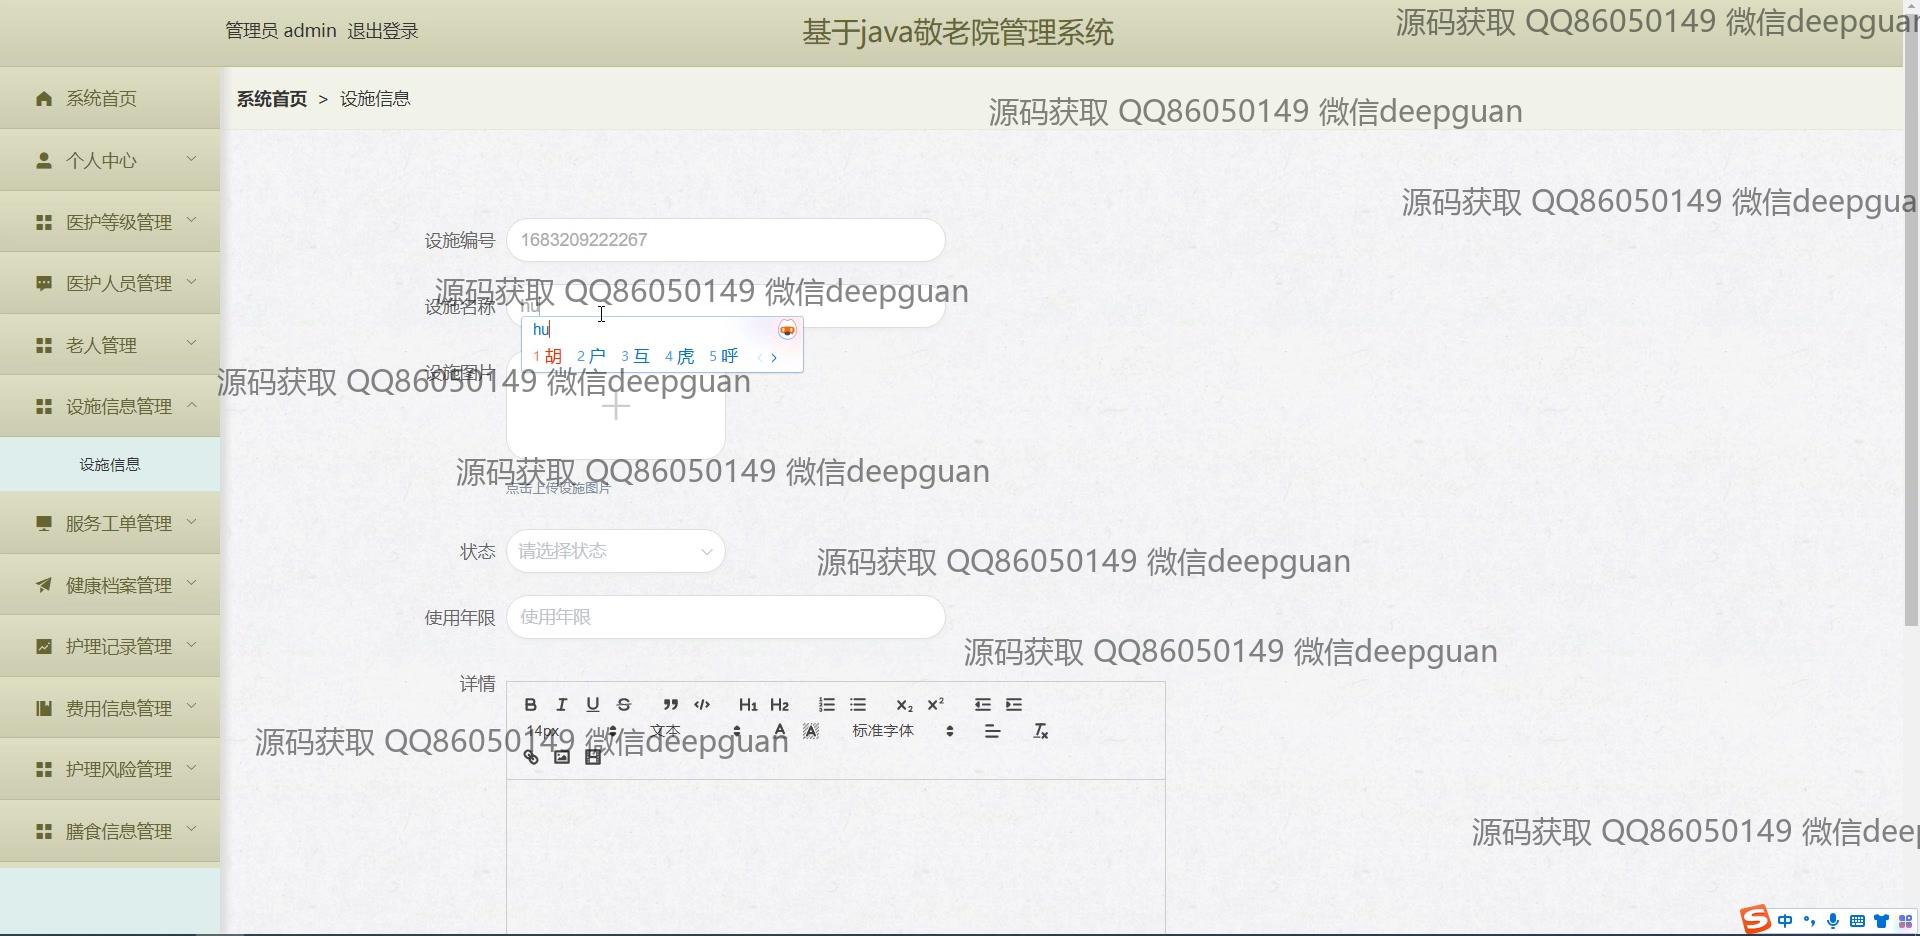 管理员 admin 退出登录
基于java敬老院管理系统
源码获取 QQ86050149 微信deepguan
系统首页
系统首页 > 设施信息
源码获取 QQ86050149 微信deepguan
个人中心
源码获取 QQ86050149 微信deepgua
医护等级管理
设施编号 1683209222267
医护人员管理
源码获取 QQ86050149 微信deepguan
设施名称 hu
hu
1 胡 2 户 3 互 4 虎 5 呼
老人管理
设施图片
源码获取 QQ86050149 微信deepguan
设施信息管理
设施信息
源码获取 QQ86050149 微信deepguan
点击上传设施图片
服务工单管理
状态 请选择状态
源码获取 QQ86050149 微信deepguan
健康档案管理
使用年限 使用年限
护理记录管理
源码获取 QQ86050149 微信deepguan
详情
B I U S H1 H2 X₂ X²
费用信息管理
14px 文本 A A 标准字体 Tx
源码获取 QQ86050149 微信deepguan
护理风险管理
膳食信息管理
源码获取 QQ86050149 微信deep
S 中